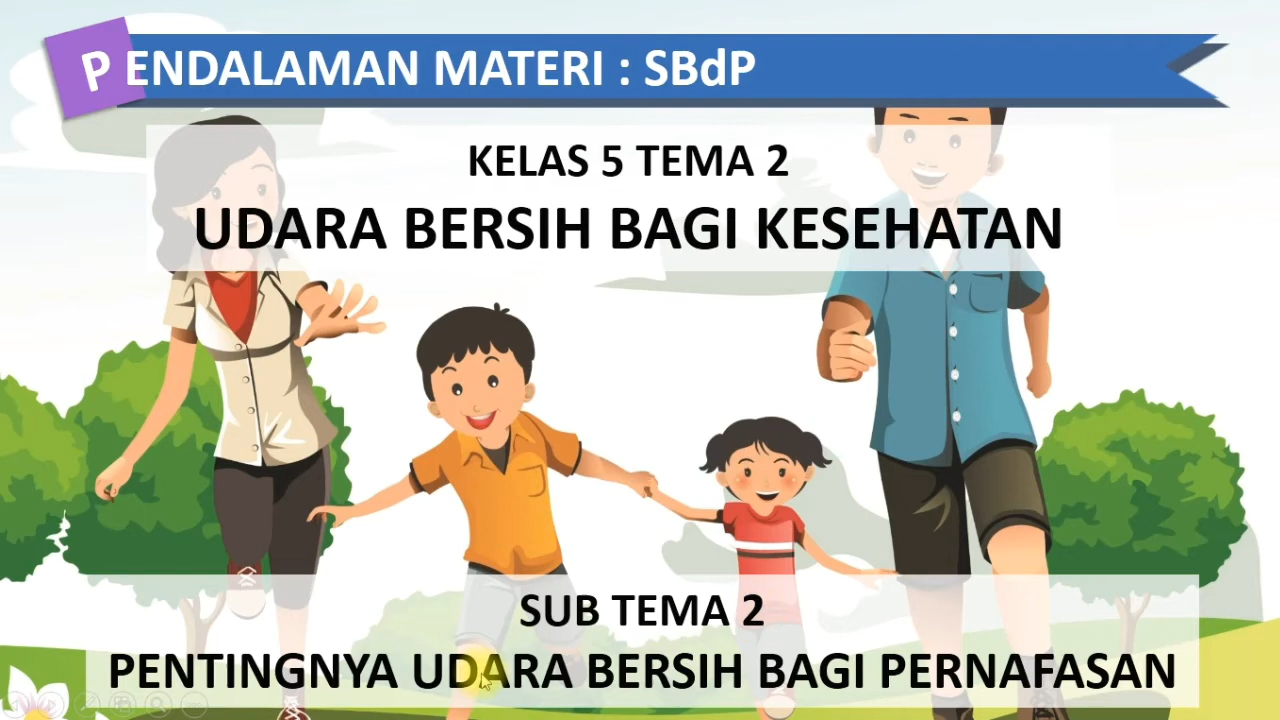 PENDALAMAN MATERI : SBdP
KELAS 5 TEMA 2
UDARA BERSIH BAGI KESEHATAN
SUB TEMA 2
PENTINGNYA UDARA BERSIH BAGI PERNAFASAN